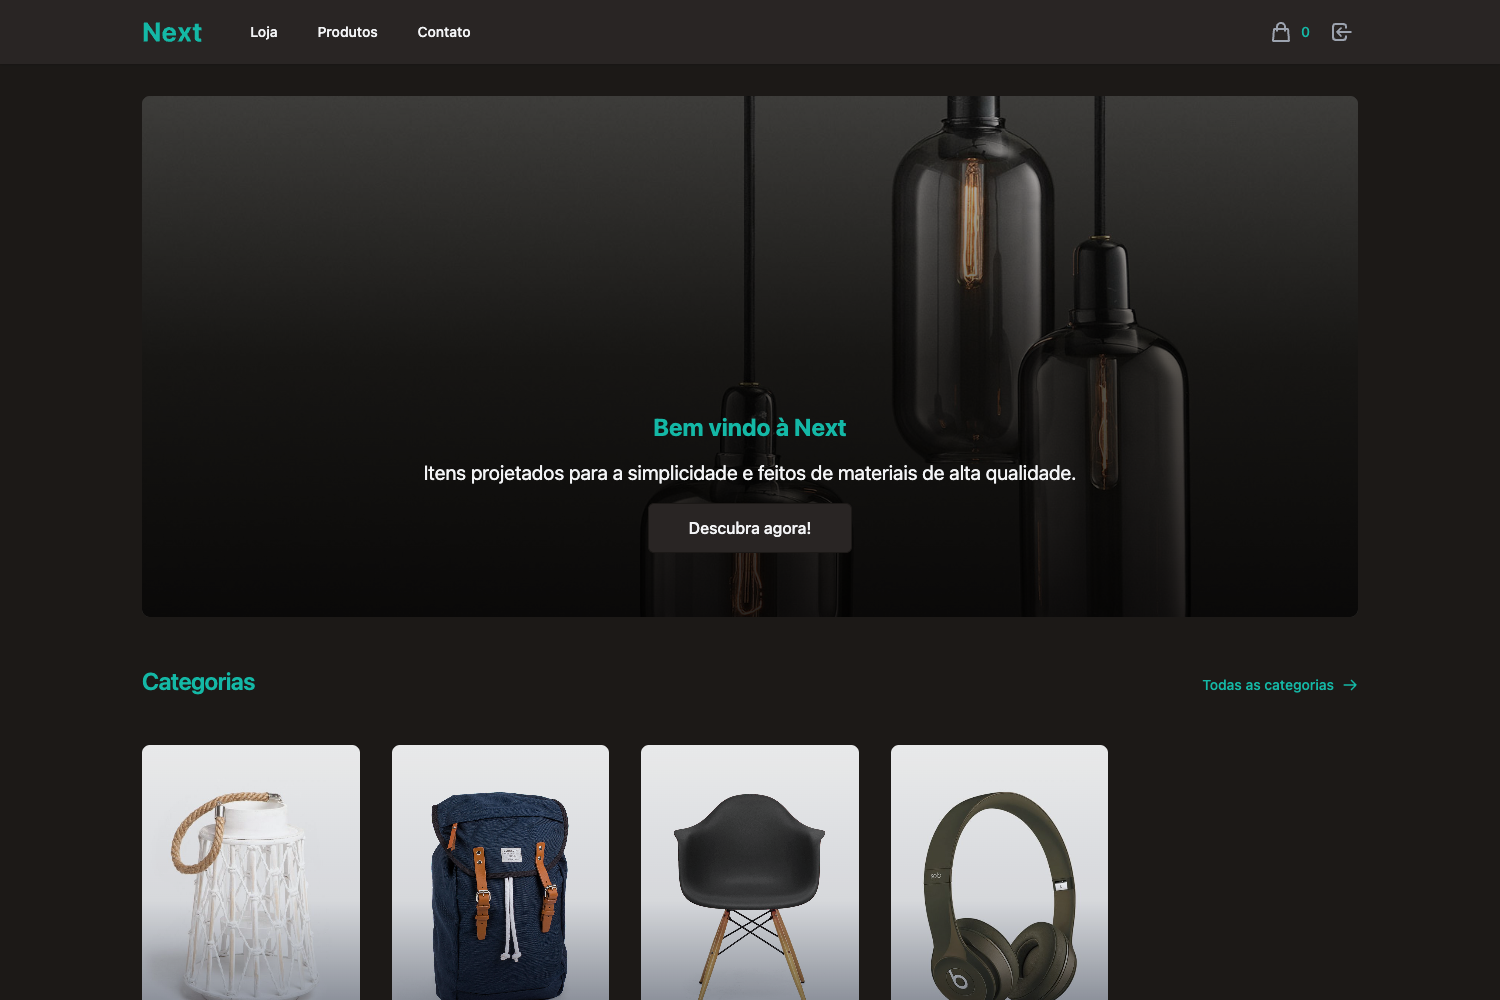 Next
Loja
Produtos
Contato
0
Bem vindo à Next
Itens projetados para a simplicidade e feitos de materiais de alta qualidade.
Descubra agora!
Categorias
Todas as categorias